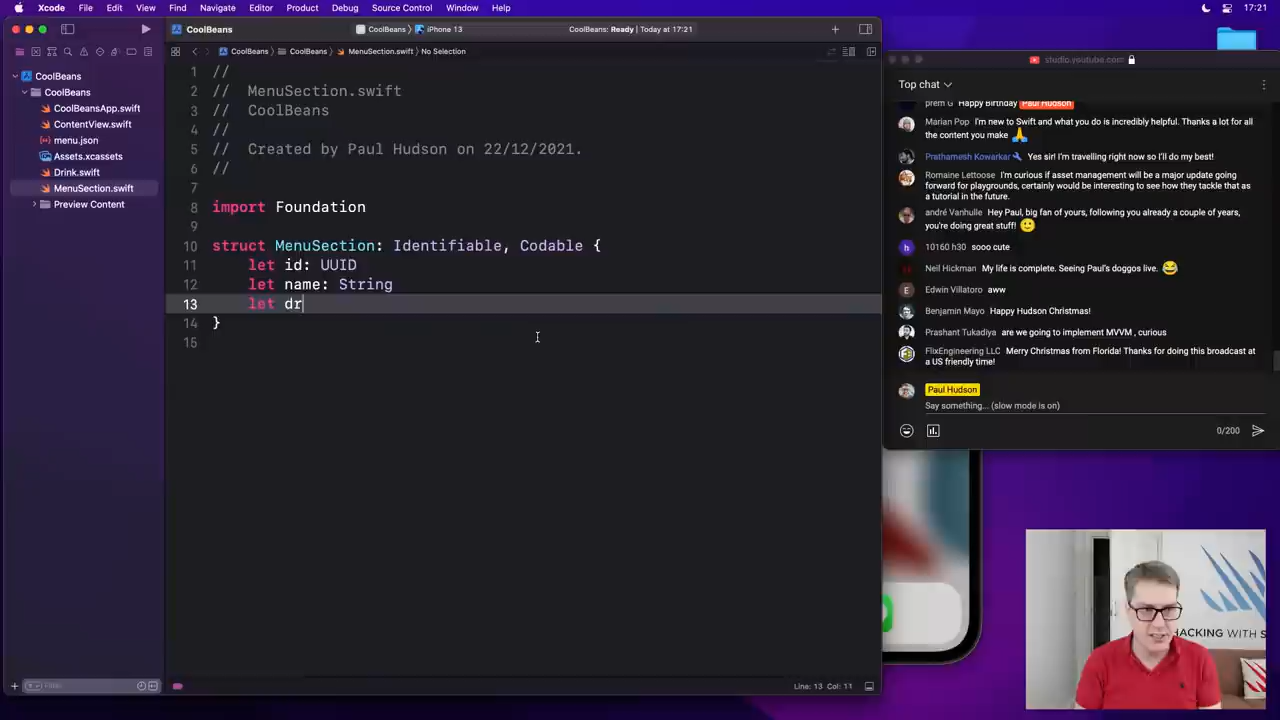 Xcode File Edit View Find Navigate Editor Product Debug Source Control Window Help 17:21
CoolBeans CoolBeans iPhone 13 CoolBeans: Ready | Today at 17:21
CoolBeans CoolBeans MenuSection.swift No Selection
CoolBeans
CoolBeans
CoolBeansApp.swift
ContentView.swift
menu.json
Assets.xcassets
Drink.swift
MenuSection.swift
Preview Content
1 //
2 // MenuSection.swift
3 // CoolBeans
4 //
5 // Created by Paul Hudson on 22/12/2021.
6 //
7
8 import Foundation
9
10 struct MenuSection: Identifiable, Codable {
11 let id: UUID
12 let name: String
13 let dr
14 }
15
Filter
Line: 13 Col: 11
studio.youtube.com
Top chat
prem G Happy Birthday Paul Hudson
Marian Pop I'm new to Swift and what you do is incredibly helpful. Thanks a lot for all
the content you make
Prathamesh Kowarkar Yes sir! I'm travelling right now so I'll do my best!
Romaine Lettoose I'm curious if asset management will be a major update going
forward for playgrounds, certainly would be interesting to see how they tackle that as
a tutorial in the future.
andré Vanhulle Hey Paul, big fan of yours, following you already a couple of years,
you're doing great stuff!
h
10160 h30 sooo cute
Neil Hickman My life is complete. Seeing Paul's doggos live.
E
Edwin Villatoro aww
Benjamin Mayo Happy Hudson Christmas!
Prashant Tukadiya are we going to implement MVVM , curious
FlixEngineering LLC Merry Christmas from Florida! Thanks for doing this broadcast at
a US friendly time!
Paul Hudson
Say something... (slow mode is on)
0/200
HACKING WITH S